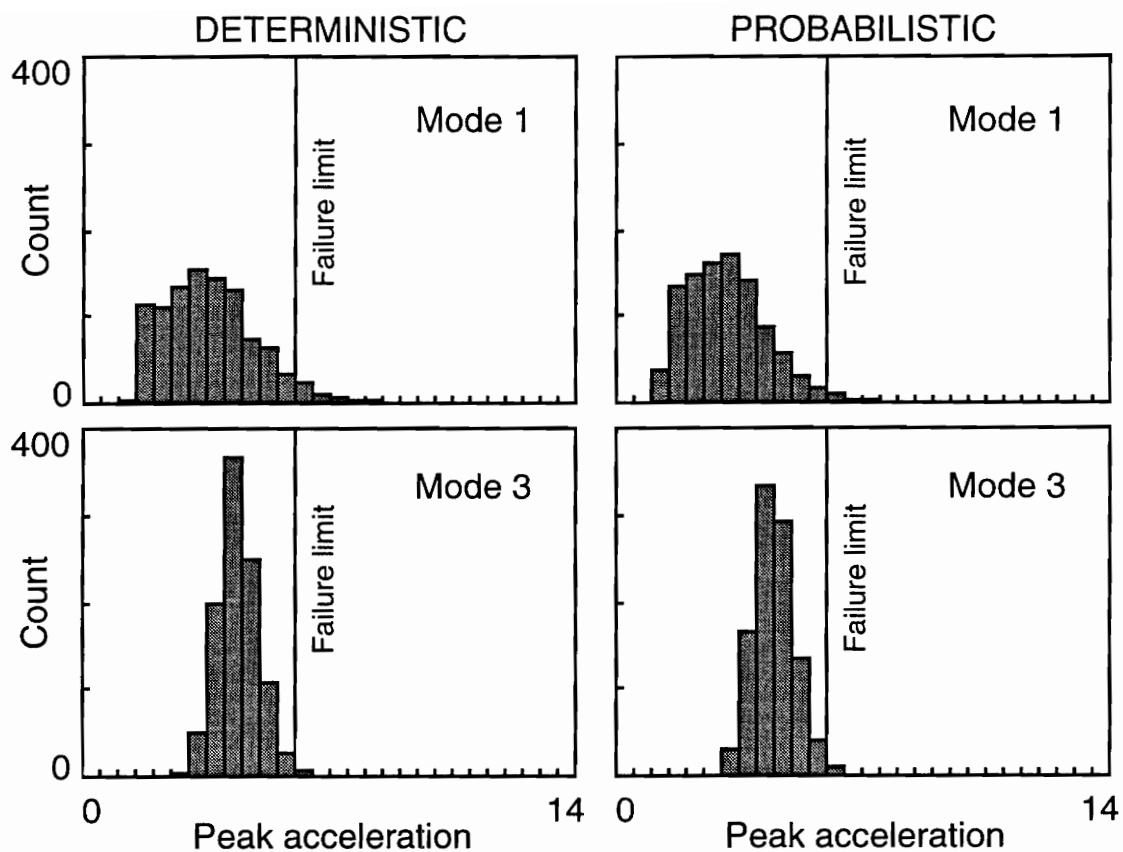 DETERMINISTIC
PROBABILISTIC
400
Mode 1
Mode 1
Failure limit
Failure limit
Count
0
400
Mode 3
Mode 3
Failure limit
Failure limit
Count
0
0
14
0
14
Peak acceleration
Peak acceleration